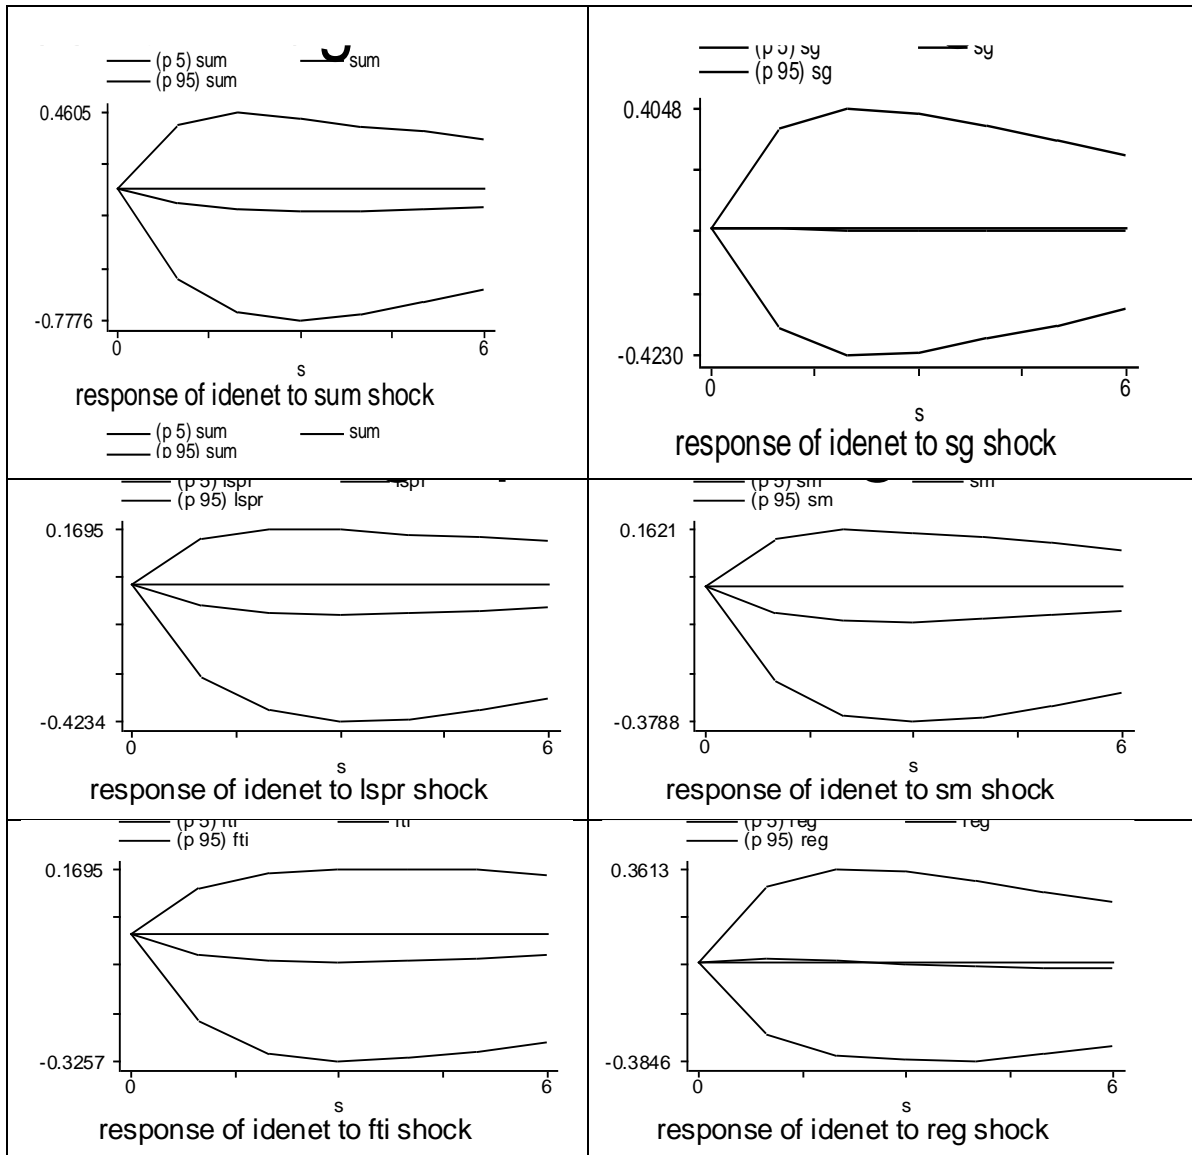 (p 5) sum sum
(p 95) sum
0.4605
-0.7776
0 6
s
response of idenet to sum shock
(p 5) sum sum
(p 95) sum
(p 5) sg sg
(p 95) sg
0.4048
-0.4230
0 6
s
response of idenet to sg shock
(p 5) lspr lspr
(p 95) lspr
0.1695
-0.4234
0 6
s
response of idenet to lspr shock
(p 5) sm sm
(p 95) sm
0.1621
-0.3788
0 6
s
response of idenet to sm shock
(p 5) fti fti
(p 95) fti
0.1695
-0.3257
0 6
s
response of idenet to fti shock
(p 5) reg reg
(p 95) reg
0.3613
-0.3846
0 6
s
response of idenet to reg shock